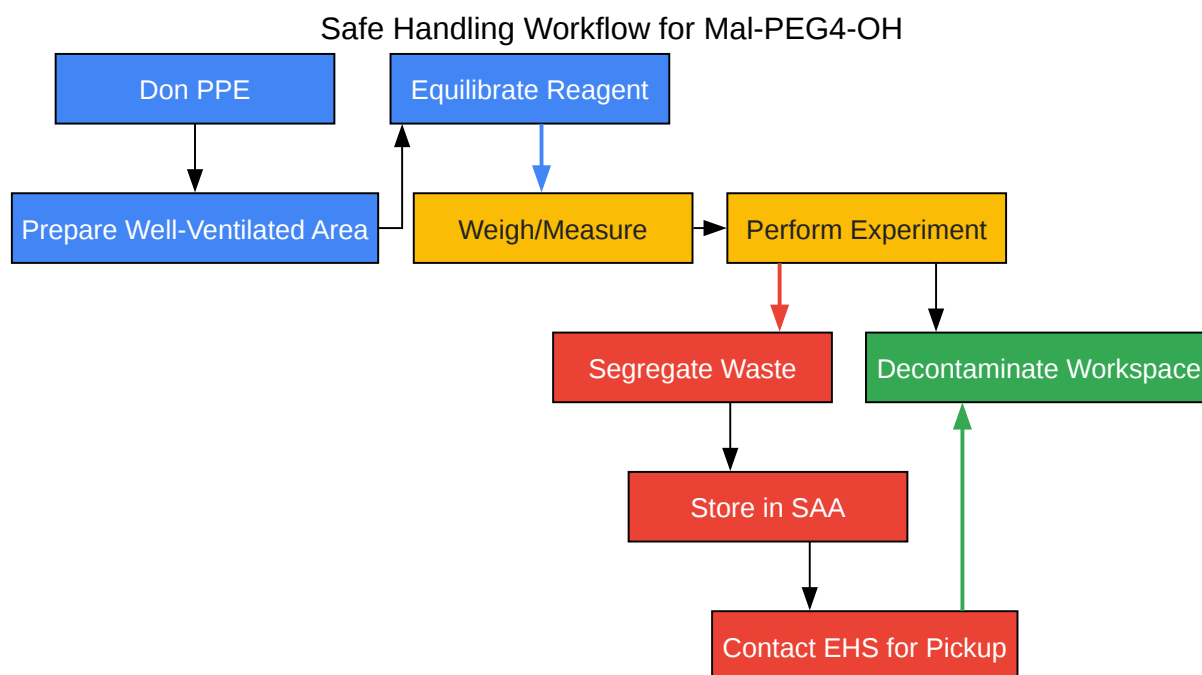 Safe Handling Workflow for Mal-PEG4-OH
Don PPE
Equilibrate Reagent
Prepare Well-Ventilated Area
Weigh/Measure
Perform Experiment
Segregate Waste
Decontaminate Workspace
Store in SAA
Contact EHS for Pickup